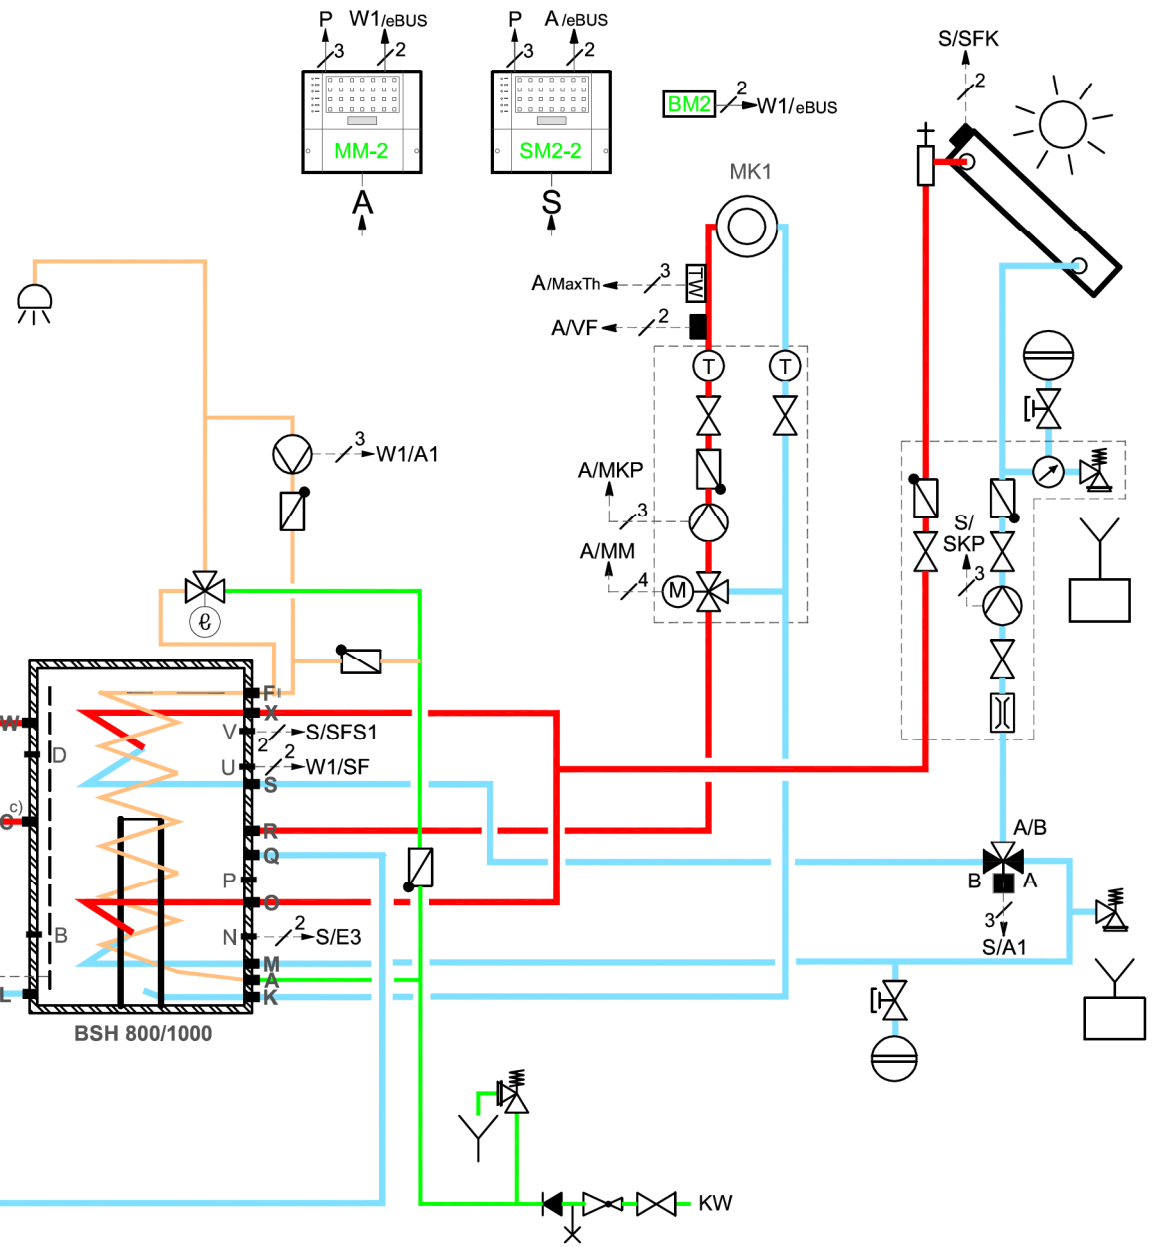 P W1/eBUS
3 2
MM-2
A
P A/eBUS
3 2
SM2-2
S
BM2 2 W1/eBUS
S/SFK
2
MK1
A/MaxTh 3
TW
A/VF 2
T T
3 W1/A1
A/MKP
3
A/MM
4 M
S/
SKP
3
F
X
W
V S/SFS1
2
D
U 2 W1/SF
S
c)
C
R
Q
A/B
P
B A
O
3
S/A1
B
N 2 S/E3
M
A
L
K
BSH 800/1000
KW